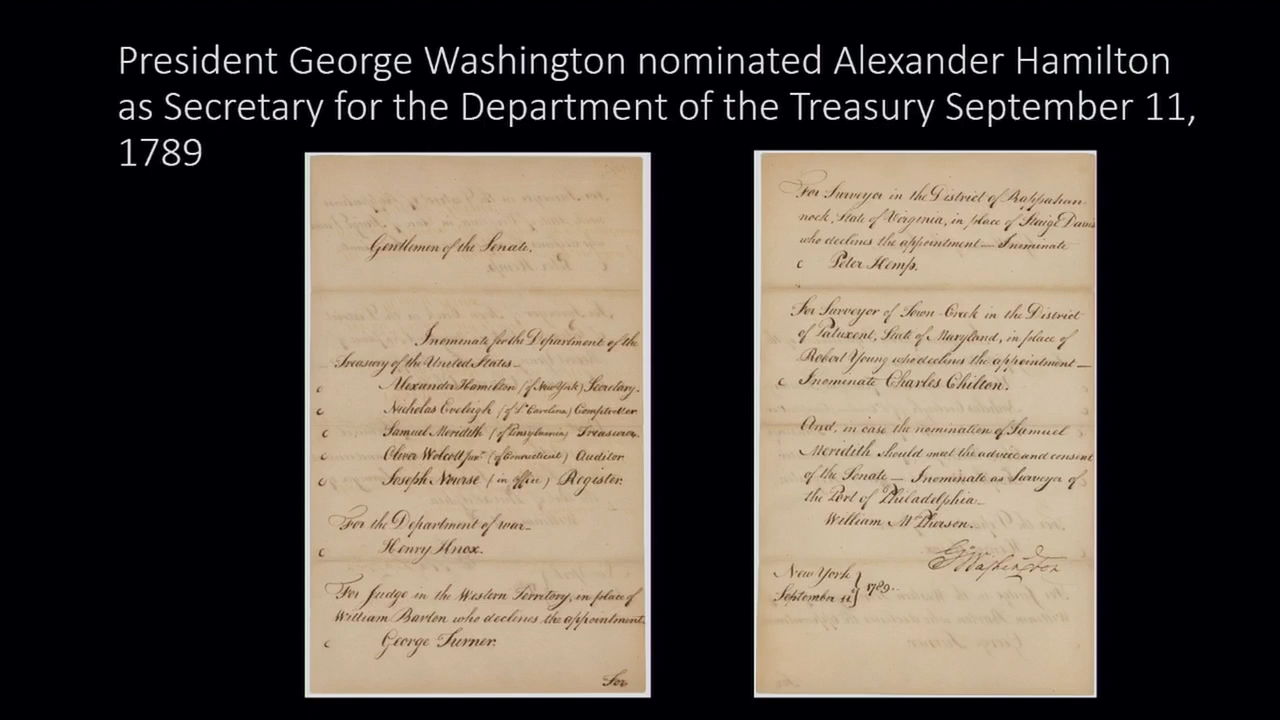 President George Washington nominated Alexander Hamilton
as Secretary for the Department of the Treasury September 11,
1789
Gentlemen of the Senate.
I nominate for the Department of the
Treasury of the United States—
c Alexander Hamilton (of New York) Secretary.
c Nicholas Eveleigh (of So Carolina) Comptroller
c Samuel Meridith (of Pensylvania) Treasurer.
c Oliver Wolcott junr (of Connecticut) Auditor
c Joseph Nourse (in office) Register.
For the Department of war—
c Henry Knox.
For Judge in the Western Territory, in place of
William Barton who declines the appointment
c George Turner.
For
For Surveyor in the District of Rappahan-
nock, State of Virginia, in place of Staige Davis
who declines the appointment— I nominate
c Peter Kemp.
For Surveyor of Town-Creek in the District
of Patuxent, State of Maryland, in place of
Robert Young who declines the appointment—
c I nominate Charles Chilton.
And, in case the nomination of Samuel
Meridith should meet the advice and consent
of the Senate— I nominate as Surveyor of
the Port of Philadelphia—
William McPherson.
Go Washington
New York
September 11 } 1789.